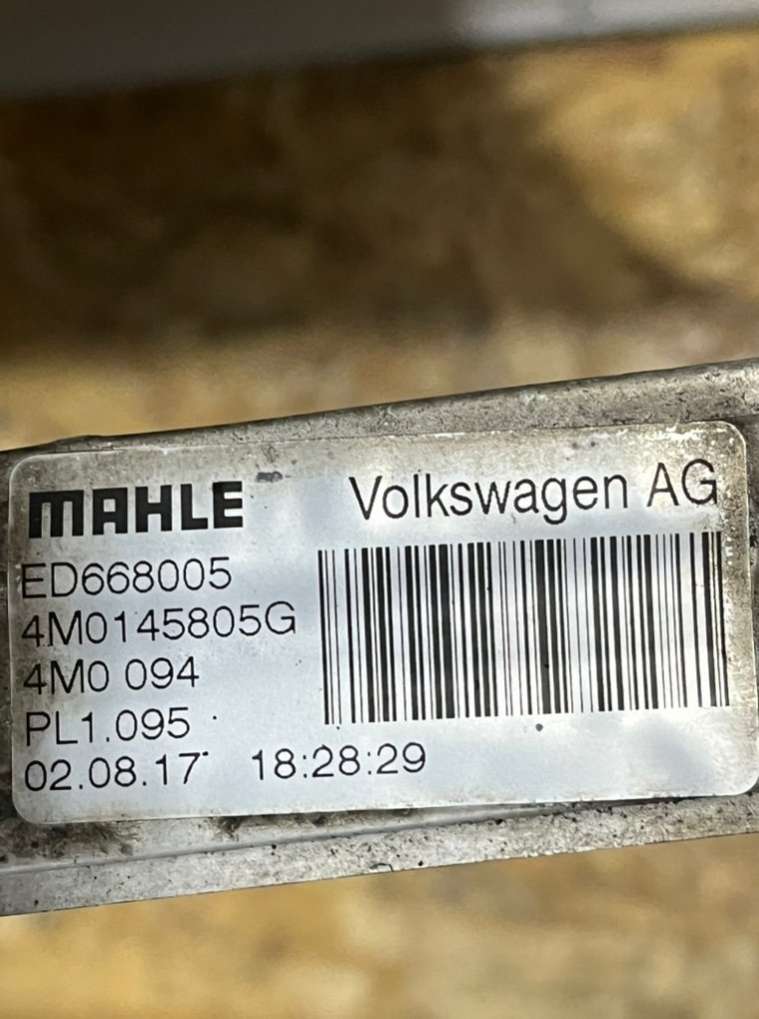 MAHLE Volkswagen AG
ED668005
4M0145805G
4M0 094
PL1.095
02.08.17 18:28:29